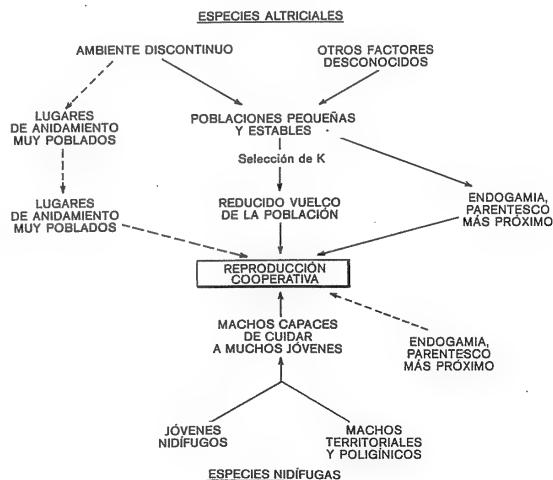 ESPECIES ALTRICIALES
AMBIENTE DISCONTINUO
OTROS FACTORES
DESCONOCIDOS
LUGARES
DE ANIDAMIENTO
MUY POBLADOS
POBLACIONES PEQUEÑAS
Y ESTABLES
Selección de K
LUGARES
DE ANIDAMIENTO
MUY POBLADOS
REDUCIDO VUELCO
DE LA POBLACIÓN
ENDOGAMIA,
PARENTESCO
MÁS PRÓXIMO
REPRODUCCIÓN
COOPERATIVA
MACHOS CAPACES
DE CUIDAR
A MUCHOS JÓVENES
ENDOGAMIA,
PARENTESCO
MÁS PRÓXIMO
JÓVENES
NIDÍFUGOS
MACHOS
TERRITORIALES
Y POLIGÍNICOS
ESPECIES NIDÍFUGAS